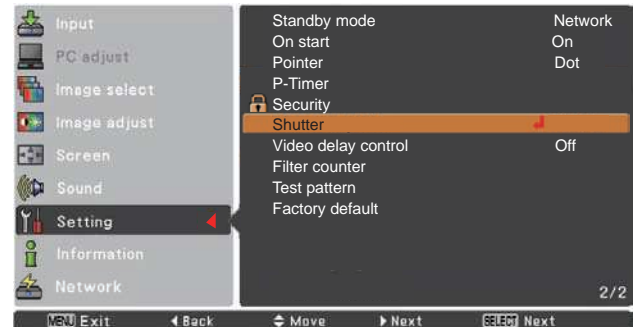 Input
PC adjust
Image select
Image adjust
Screen
Sound
Setting
Information
Network
Standby mode Network
On start On
Pointer Dot
P-Timer
Security
Shutter
Video delay control Off
Filter counter
Test pattern
Factory default
2/2
MENU Exit ◀ Back Move ▶ Next SELECT Next